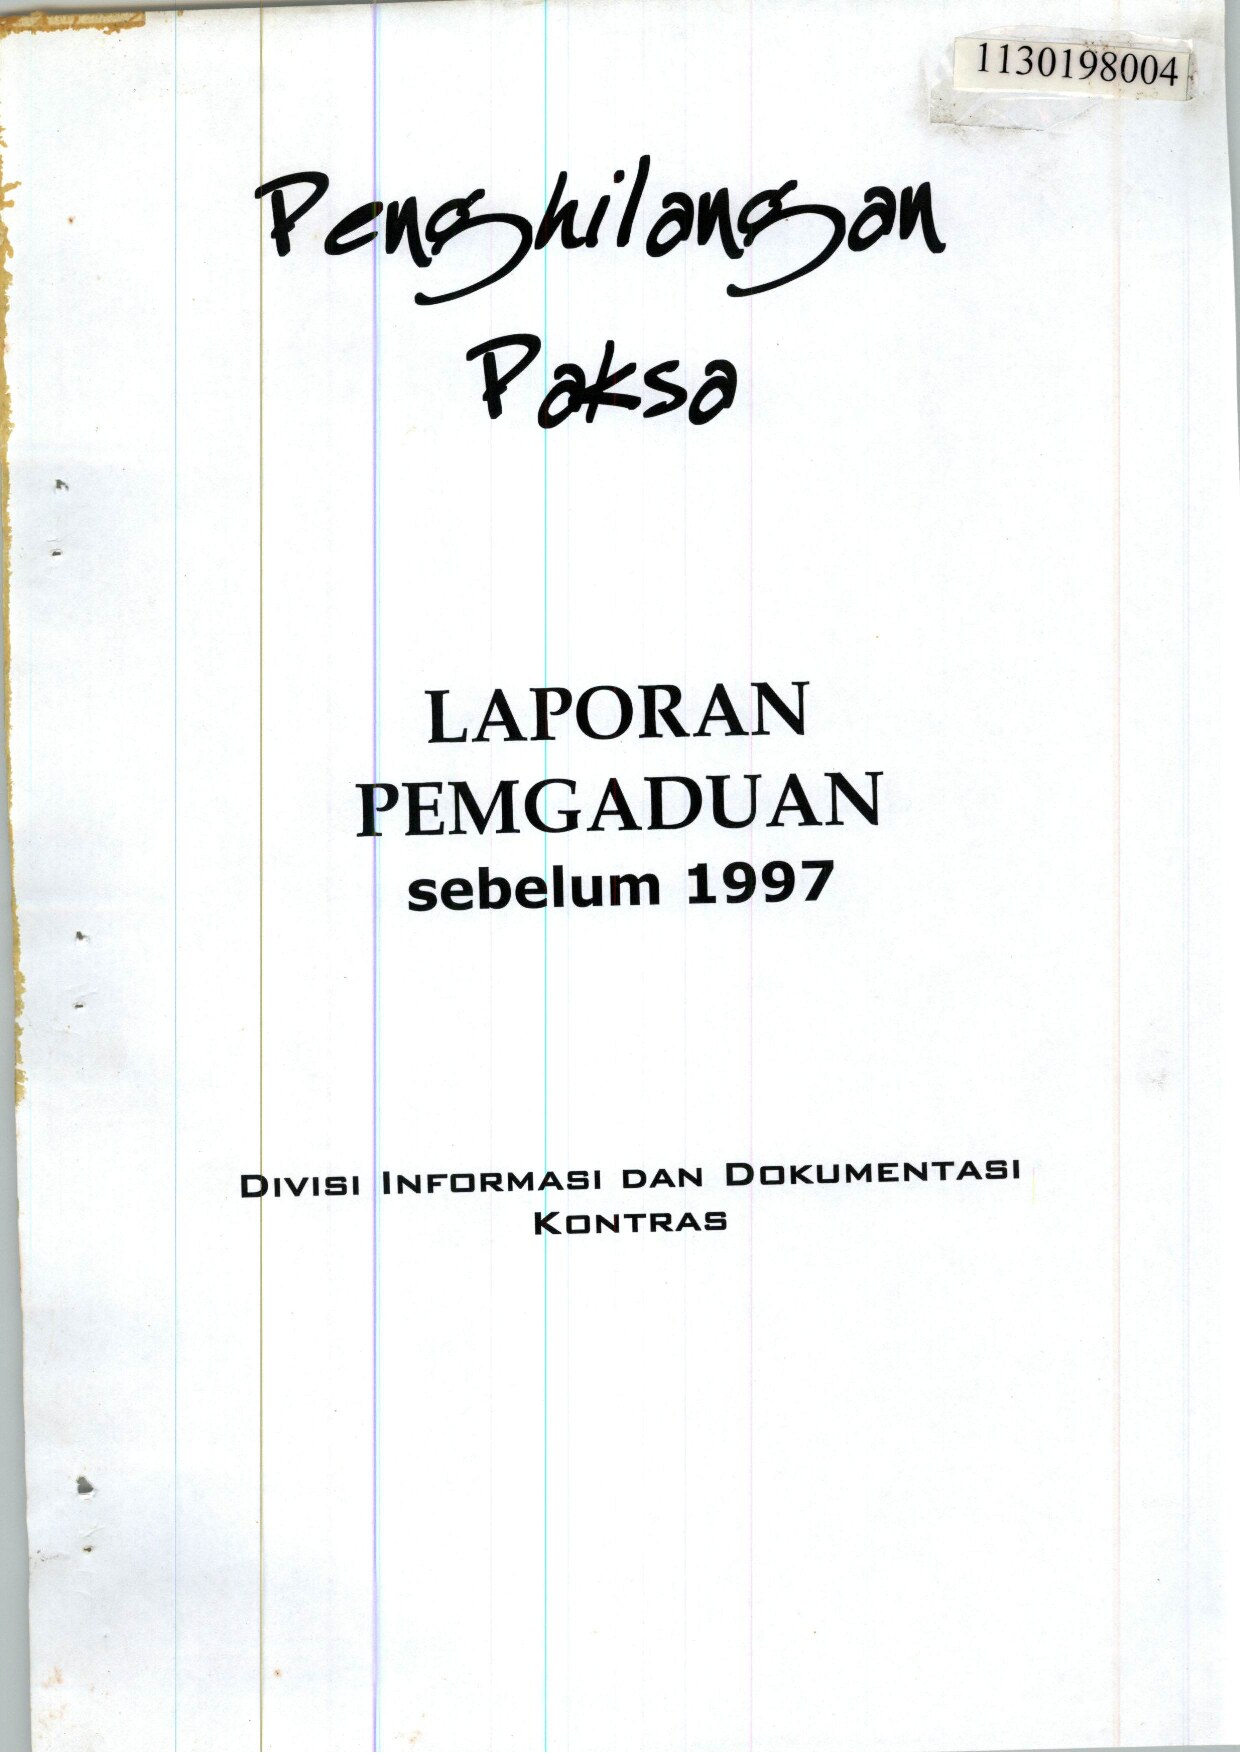 1130198004
Penghilangan
Paksa
LAPORAN
PEMGADUAN
sebelum 1997
DIVISI INFORMASI DAN DOKUMENTASI
KONTRAS